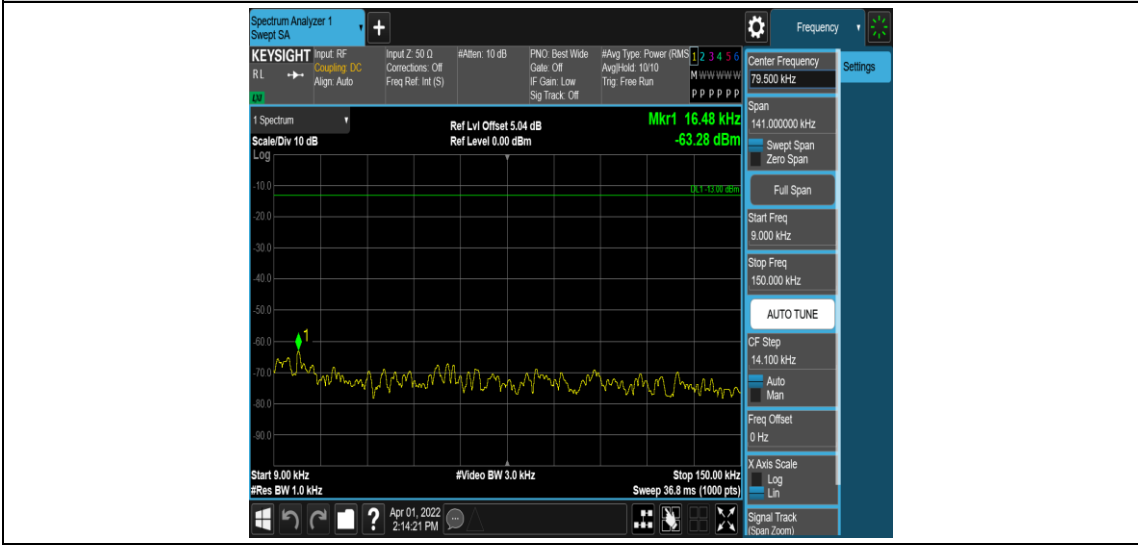 Spectrum Analyzer 1
Swept SA
+
Frequency
KEYSIGHT
RL
LXI
Input: RF
Coupling: DC
Align: Auto
Input Z: 50 Ω
Corrections: Off
Freq Ref: Int (S)
#Atten: 10 dB
PNO: Best Wide
Gate: Off
IF Gain: Low
Sig Track: Off
#Avg Type: Power (RMS
Avg|Hold: 10/10
Trig: Free Run
1 2 3 4 5 6
M W W W W W
P P P P P P
1 Spectrum
Scale/Div 10 dB
Log
Ref Lvl Offset 5.04 dB
Ref Level 0.00 dBm
Mkr1 16.48 kHz
-63.28 dBm
DL1 -13.00 dBm
-10.0
-20.0
-30.0
-40.0
-50.0
-60.0
-70.0
-80.0
-90.0
1
Start 9.00 kHz
#Res BW 1.0 kHz
#Video BW 3.0 kHz
Stop 150.00 kHz
Sweep 36.8 ms (1000 pts)
?
Apr 01, 2022
2:14:21 PM
Center Frequency
79.500 kHz
Settings
Span
141.000000 kHz
Swept Span
Zero Span
Full Span
Start Freq
9.000 kHz
Stop Freq
150.000 kHz
AUTO TUNE
CF Step
14.100 kHz
Auto
Man
Freq Offset
0 Hz
X Axis Scale
Log
Lin
Signal Track
(Span Zoom)